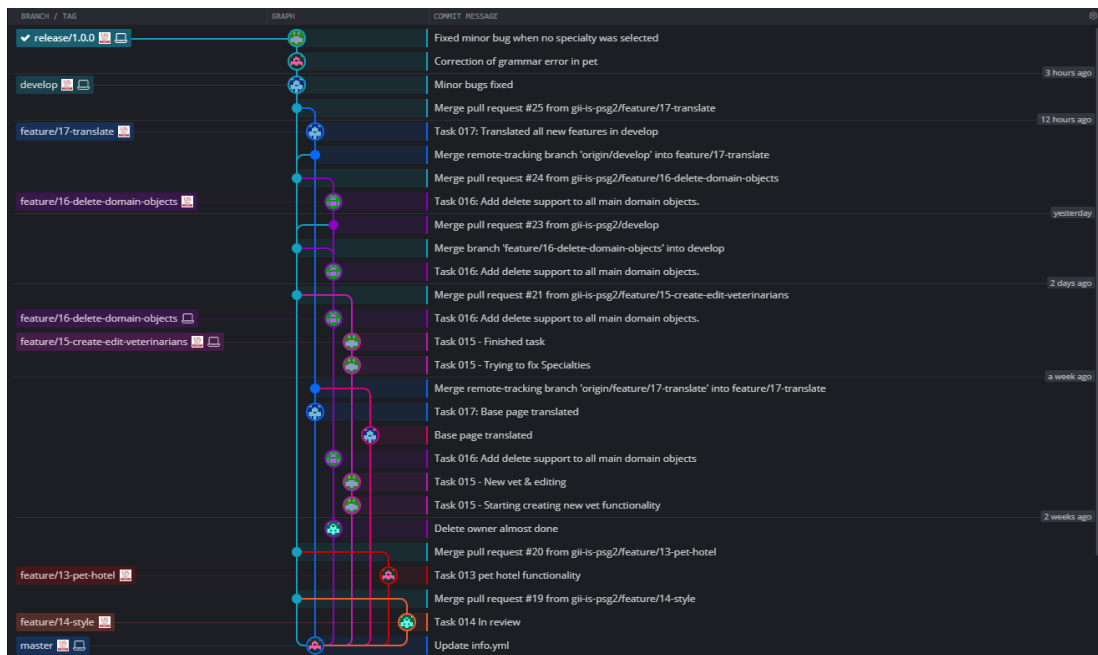 BRANCH / TAG GRAPH COMMIT MESSAGE
release/1.0.0 Fixed minor bug when no specialty was selected
Correction of grammar error in pet
3 hours ago
develop Minor bugs fixed
Merge pull request #25 from gii-is-psg2/feature/17-translate
12 hours ago
feature/17-translate Task 017: Translated all new features in develop
Merge remote-tracking branch 'origin/develop' into feature/17-translate
Merge pull request #24 from gii-is-psg2/feature/16-delete-domain-objects
feature/16-delete-domain-objects Task 016: Add delete support to all main domain objects.
yesterday
Merge pull request #23 from gii-is-psg2/develop
Merge branch 'feature/16-delete-domain-objects' into develop
Task 016: Add delete support to all main domain objects.
2 days ago
Merge pull request #21 from gii-is-psg2/feature/15-create-edit-veterinarians
feature/16-delete-domain-objects Task 016: Add delete support to all main domain objects.
feature/15-create-edit-veterinarians Task 015 - Finished task
Task 015 - Trying to fix Specialties
a week ago
Merge remote-tracking branch 'origin/feature/17-translate' into feature/17-translate
Task 017: Base page translated
Base page translated
Task 016: Add delete support to all main domain objects
Task 015 - New vet & editing
Task 015 - Starting creating new vet functionality
2 weeks ago
Delete owner almost done
Merge pull request #20 from gii-is-psg2/feature/13-pet-hotel
feature/13-pet-hotel Task 013 pet hotel functionality
Merge pull request #19 from gii-is-psg2/feature/14-style
feature/14-style Task 014 In review
master Update info.yml